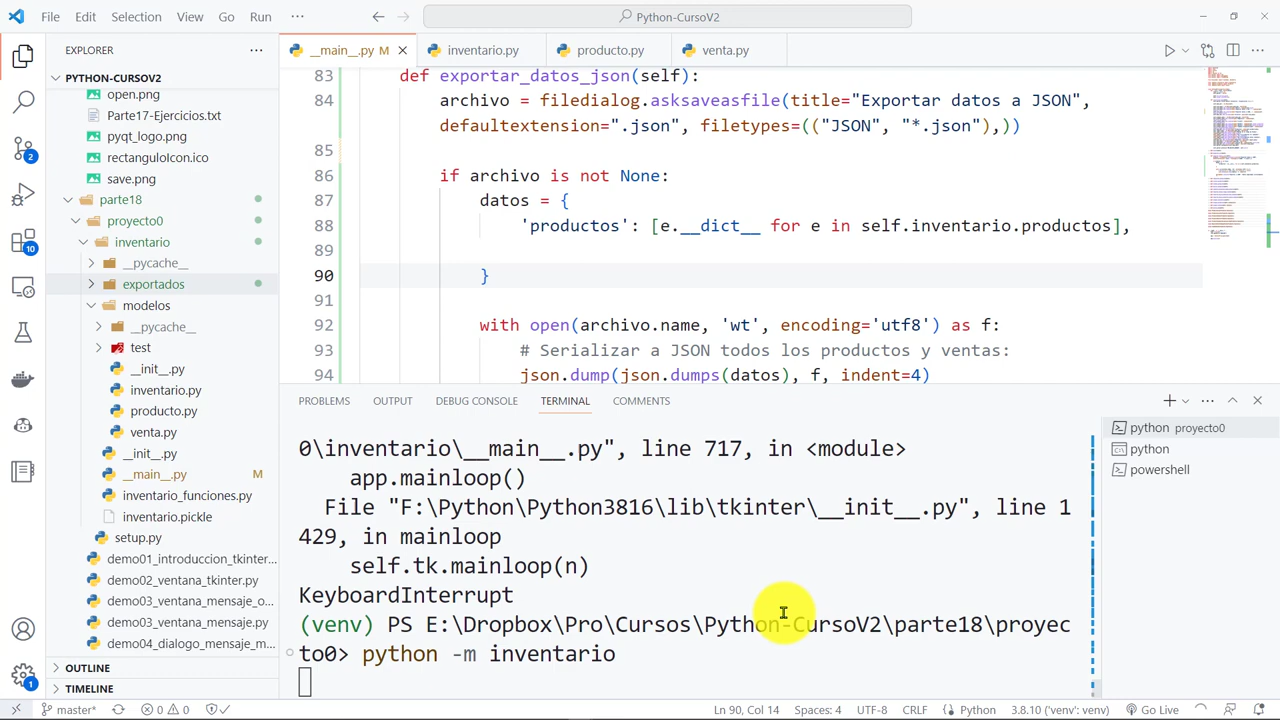 File Edit Selection View Go Run ··· Python-CursoV2
EXPLORER
__main__.py M
inventario.py
producto.py
venta.py
PYTHON-CURSOV2
open.png
Parte17-Ejercicios.txt
qt_logo.png
rectanguloIcon.ico
save.png
proyecto0
inventario
__pycache__
exportados
modelos
__pycache__
test
__init__.py
inventario.py
producto.py
venta.py
__init__.py
__main__.py M
inventario_funciones.py
inventario.pickle
setup.py
demo01_introduccion_tkinter...
demo02_ventana_tkinter.py
demo03_ventana_mensaje_o...
demo03_ventana_mensaje.py
demo04_dialogo_mensaje_m...
OUTLINE
TIMELINE
83 def exportar_datos_json(self):
84 archivo = filedialog.asksaveasfile(title="Exportar datos a JSON",
85
86 if archivo is not None:
87 datos = {
88 [e.__dict__ e in self.inventario.productos],
89
90 }
91
92 with open(archivo.name, 'wt', encoding='utf8') as f:
93 # Serializar a JSON todos los productos y ventas:
94 json.dump(json.dumps(datos), f, indent=4)
PROBLEMS OUTPUT DEBUG CONSOLE TERMINAL COMMENTS
0\inventario\__main__.py", line 717, in <module>
app.mainloop()
File "F:\Python\Python3816\lib\tkinter\__init__.py", line 1
429, in mainloop
self.tk.mainloop(n)
KeyboardInterrupt
(venv) PS E:\Dropbox\Pro\Cursos\Python-CursoV2\parte18\proyec
to0> python -m inventario
python proyecto0
python
powershell
2
10
1
master* 0 0 Ln 90, Col 14 Spaces: 4 UTF-8 CRLF Python 3.8.10 ('venv': venv) Go Live